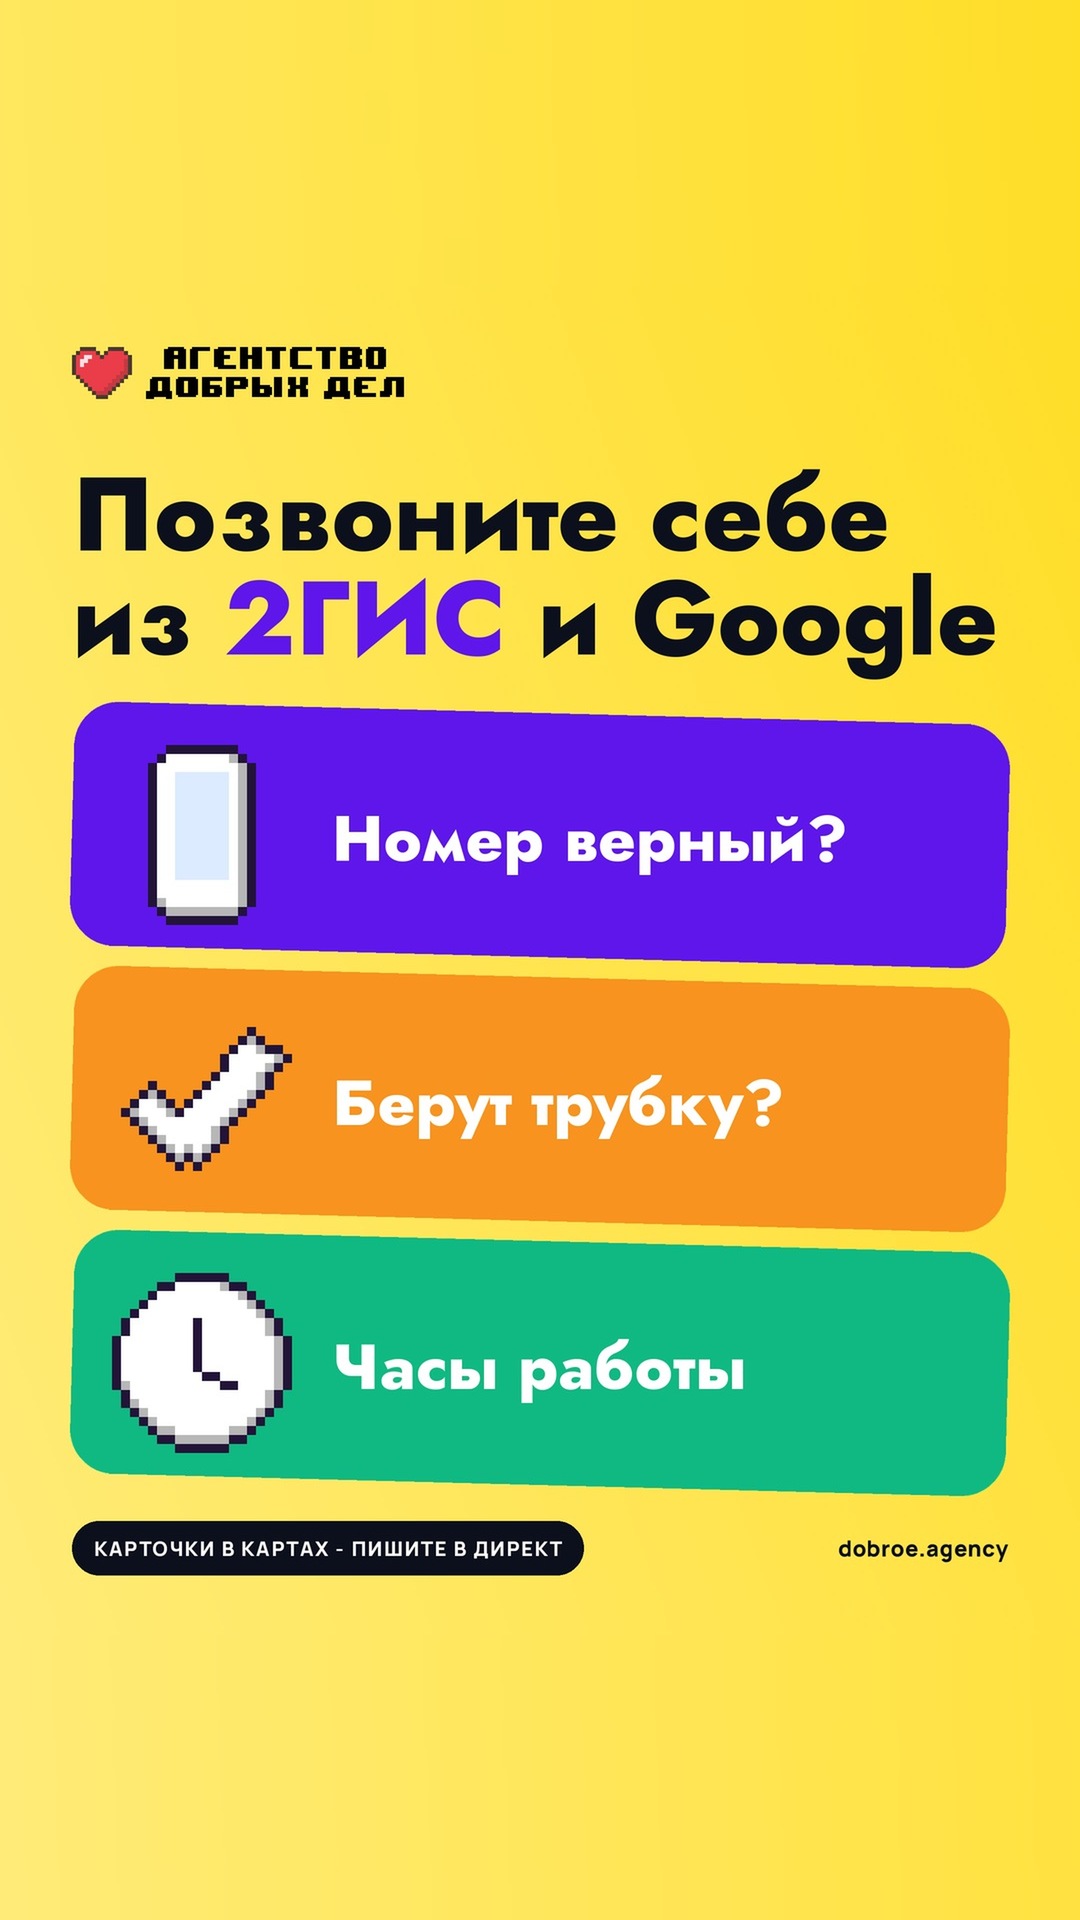 АГЕНТСТВО
ДОБРЫХ ДЕЛ
Позвоните себе
из 2ГИС и Google
Номер верный?
Берут трубку?
Часы работы
КАРТОЧКИ В КАРТАХ - ПИШИТЕ В ДИРЕКТ
dobroe.agency